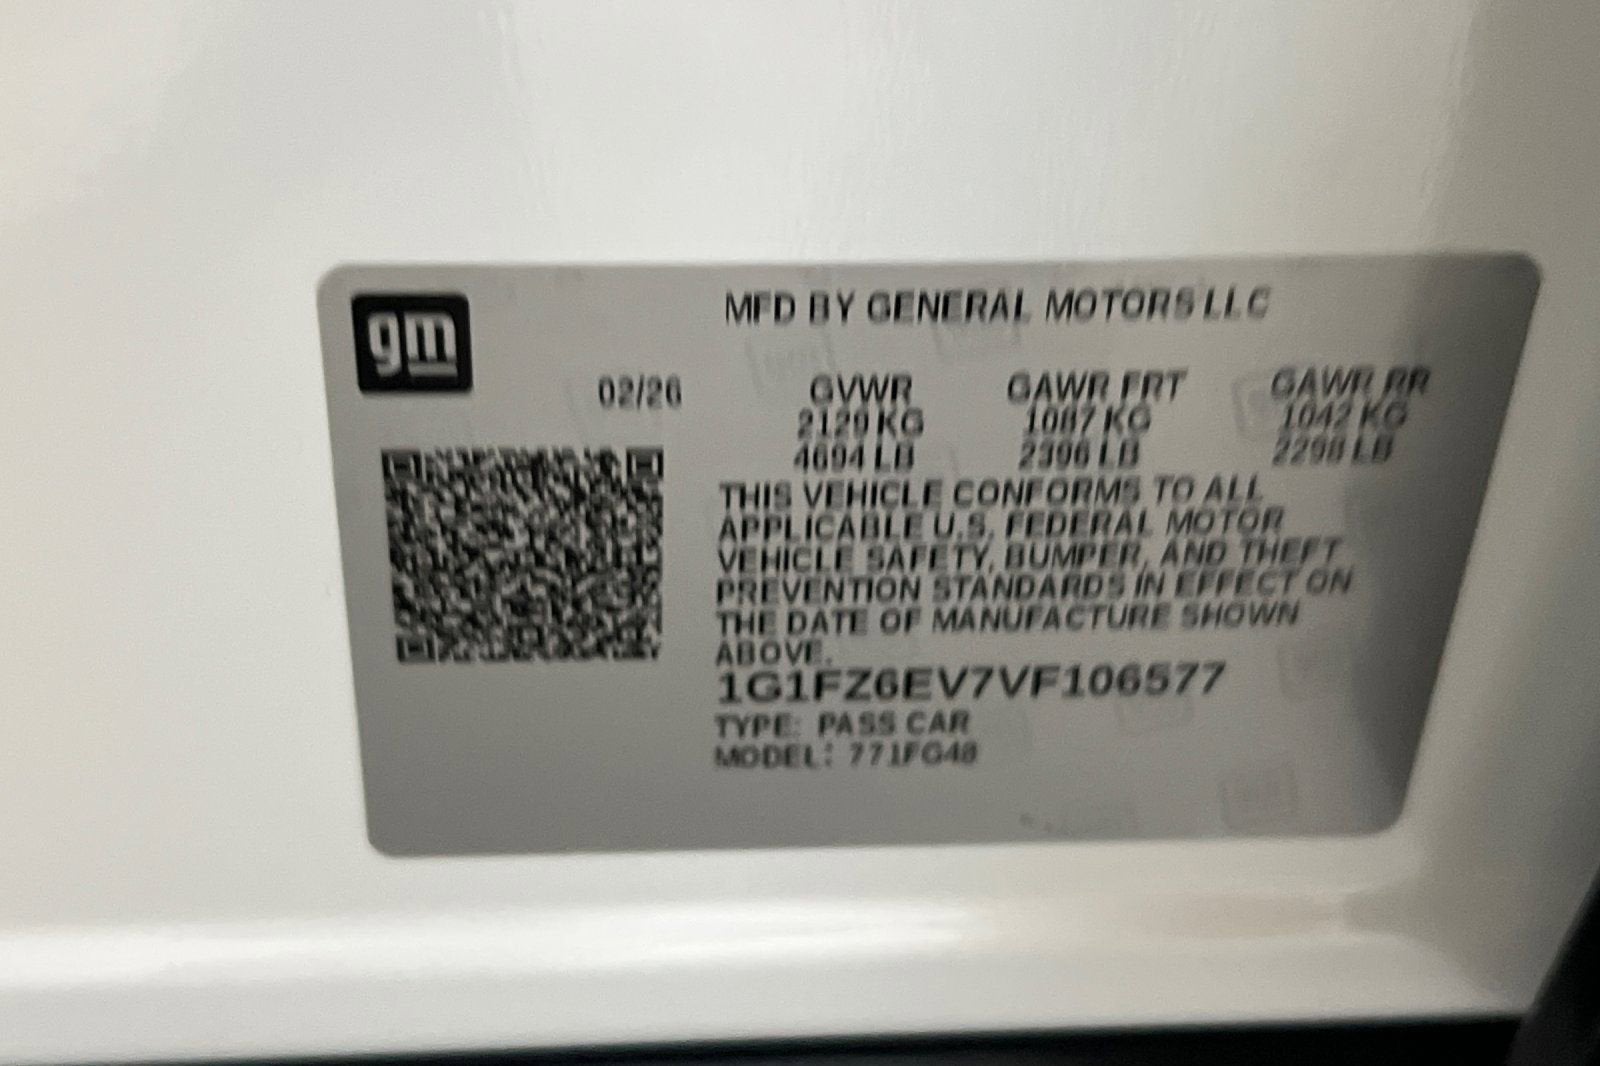 gm
MFD BY GENERAL MOTORS LLC
02/26 GVWR GAWR FRT GAWR RR
2129 KG 1087 KG 1042 KG
4694 LB 2396 LB 2298 LB
THIS VEHICLE CONFORMS TO ALL
APPLICABLE U.S. FEDERAL MOTOR
VEHICLE SAFETY, BUMPER, AND THEFT
PREVENTION STANDARDS IN EFFECT ON
THE DATE OF MANUFACTURE SHOWN
ABOVE.
1G1FZ6EV7VF106577
TYPE: PASS CAR
MODEL: 771FG48